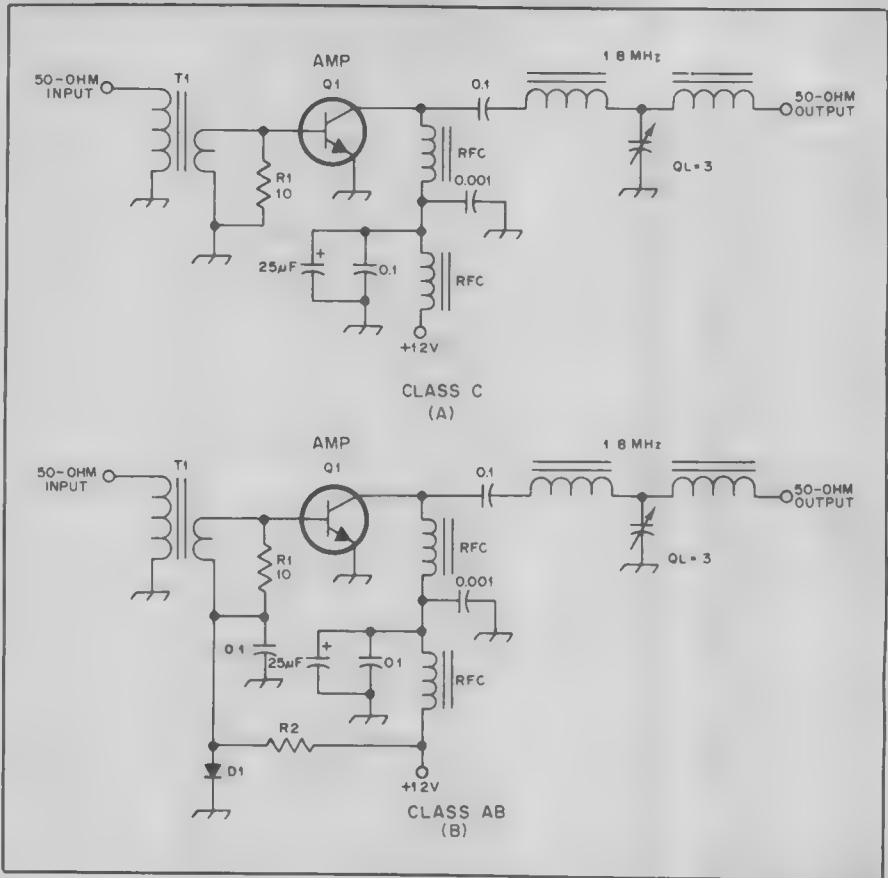 AMP
1.8 MHz
50-OHM
INPUT
T1
Q1
0.1
50-OHM
OUTPUT
R1
10
RFC
0.001
QL=3
25µF
+
0.1
RFC
+12V
CLASS C
(A)
AMP
1.8 MHz
50-OHM
INPUT
T1
Q1
0.1
50-OHM
OUTPUT
R1
10
RFC
0.001
QL=3
0.1
25µF
+
0.1
RFC
R2
D1
+12V
CLASS AB
(B)